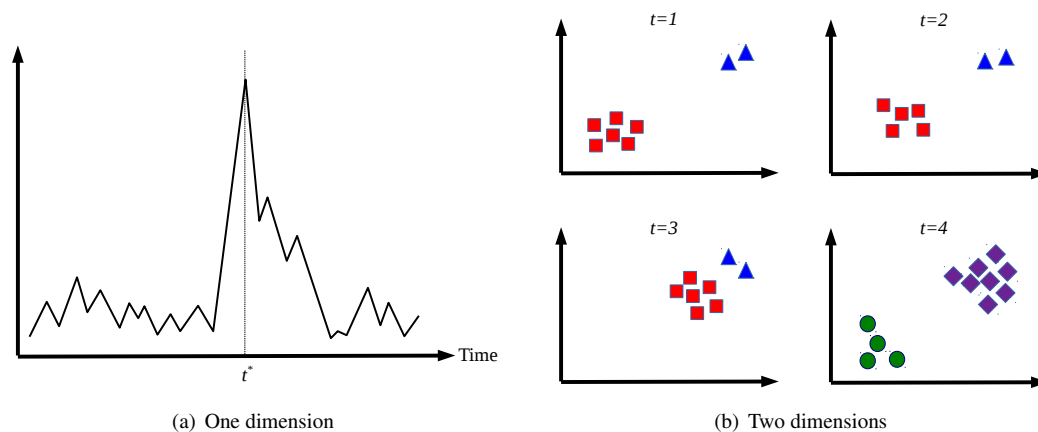 Time
t*
(a) One dimension
t=1
t=2
t=3
t=4
(b) Two dimensions